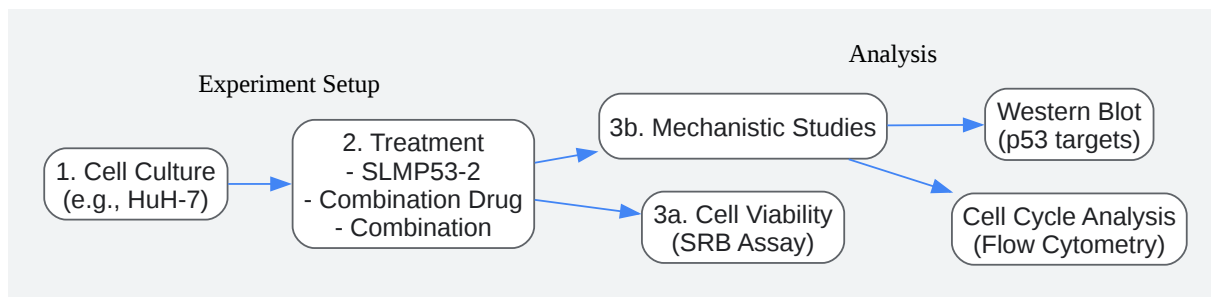 Experiment Setup
1. Cell Culture
(e.g., HuH-7)
2. Treatment
- SLMP53-2
- Combination Drug
- Combination
Analysis
3b. Mechanistic Studies
3a. Cell Viability
(SRB Assay)
Western Blot
(p53 targets)
Cell Cycle Analysis
(Flow Cytometry)